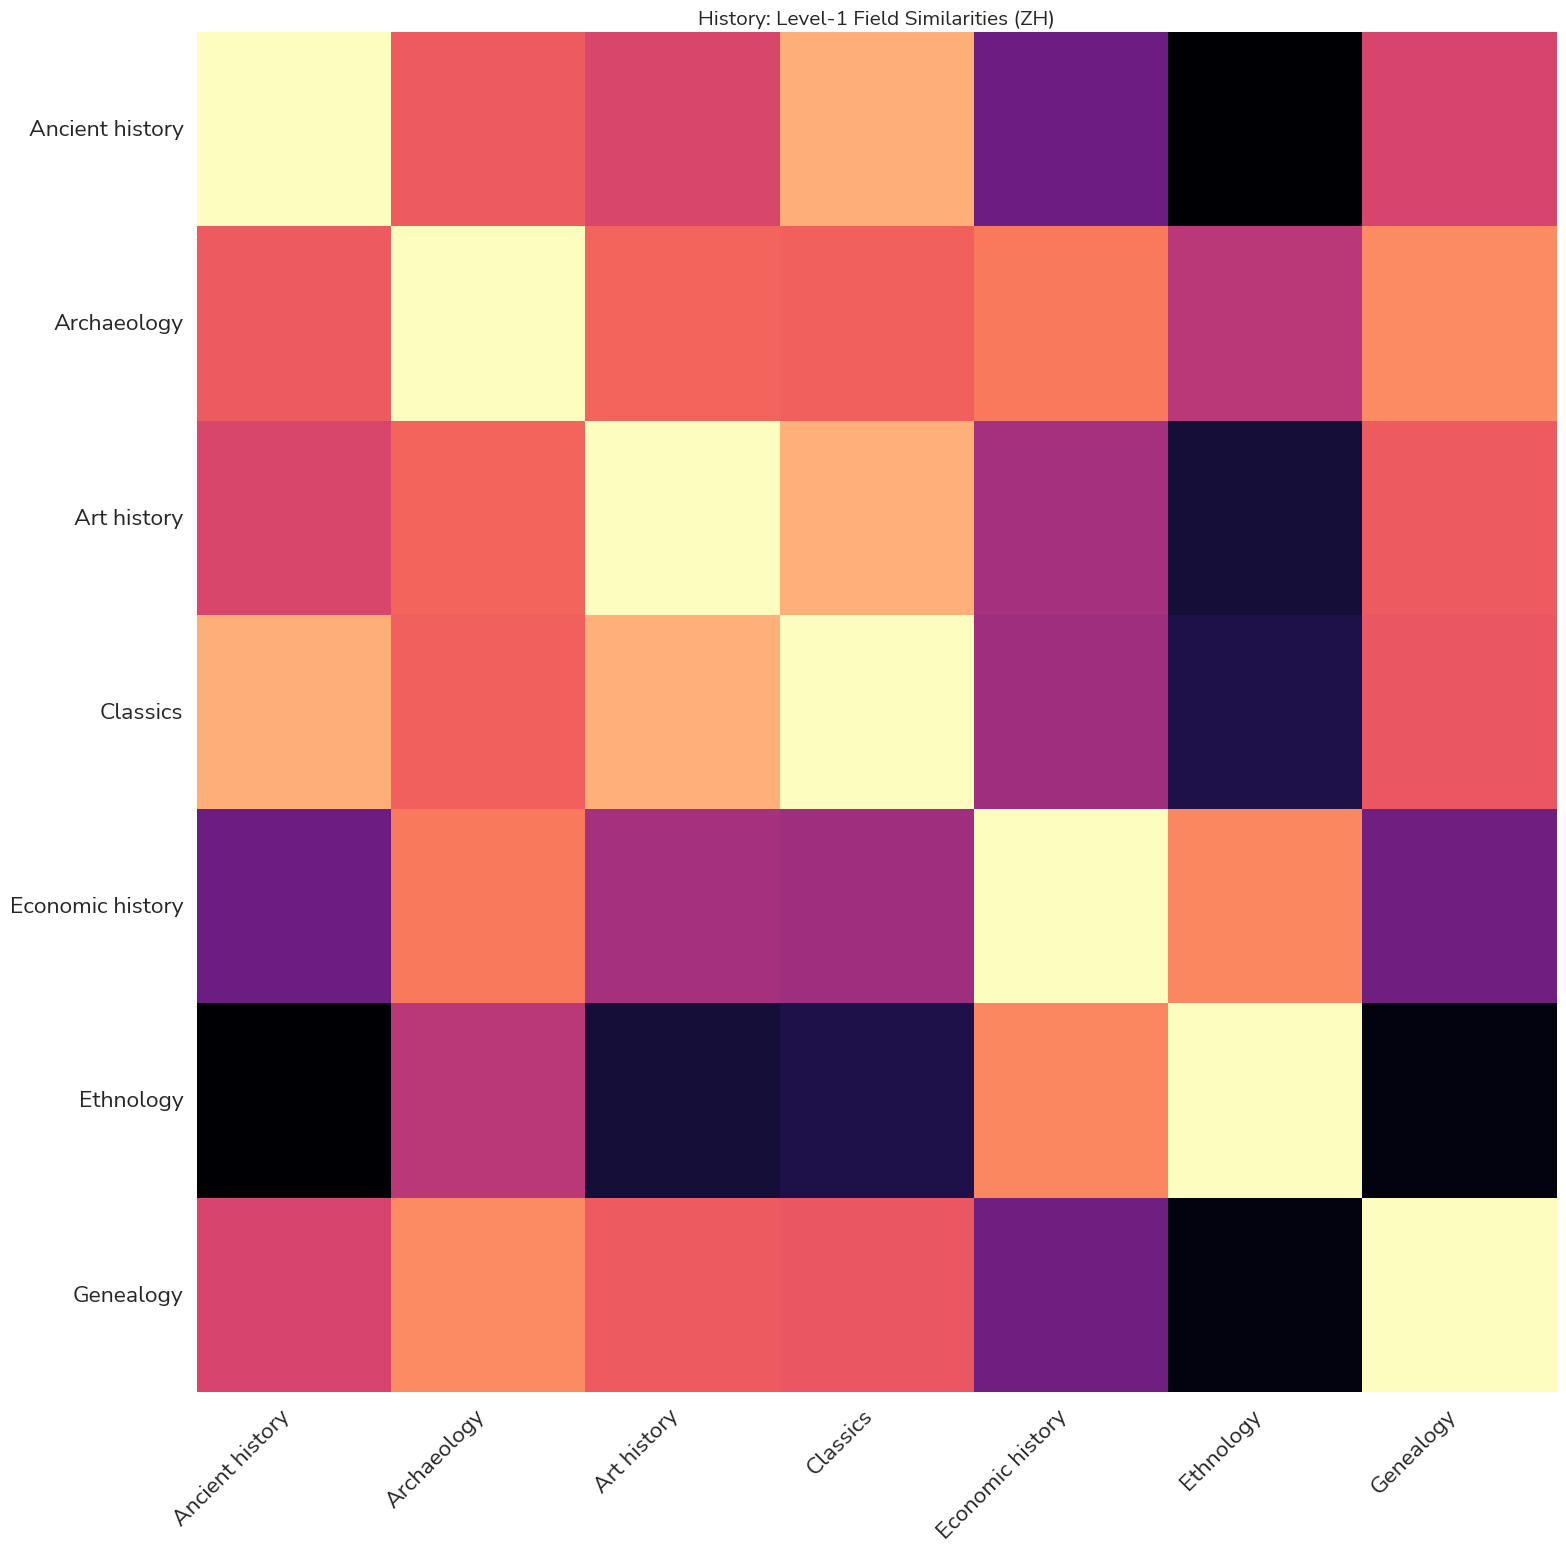 History: Level-1 Field Similarities (ZH)
Ancient history
Archaeology
Art history
Classics
Economic history
Ethnology
Genealogy
Ancient history
Archaeology
Art history
Classics
Economic history
Ethnology
Genealogy